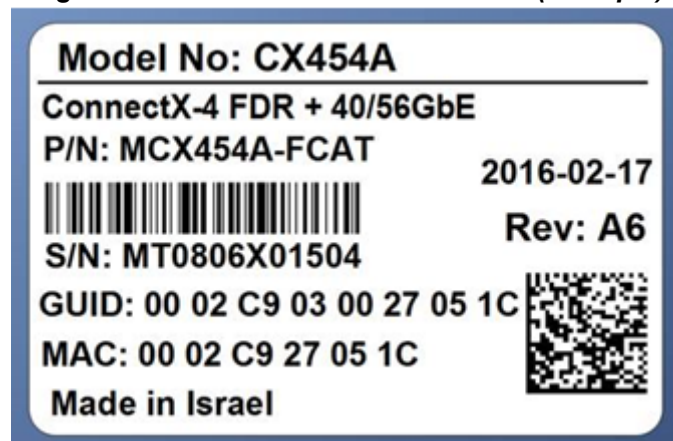 Model No: CX454A
ConnectX-4 FDR + 40/56GbE
P/N: MCX454A-FCAT
2016-02-17
Rev: A6
S/N: MT0806X01504
GUID: 00 02 C9 03 00 27 05 1C
MAC: 00 02 C9 27 05 1C
Made in Israel